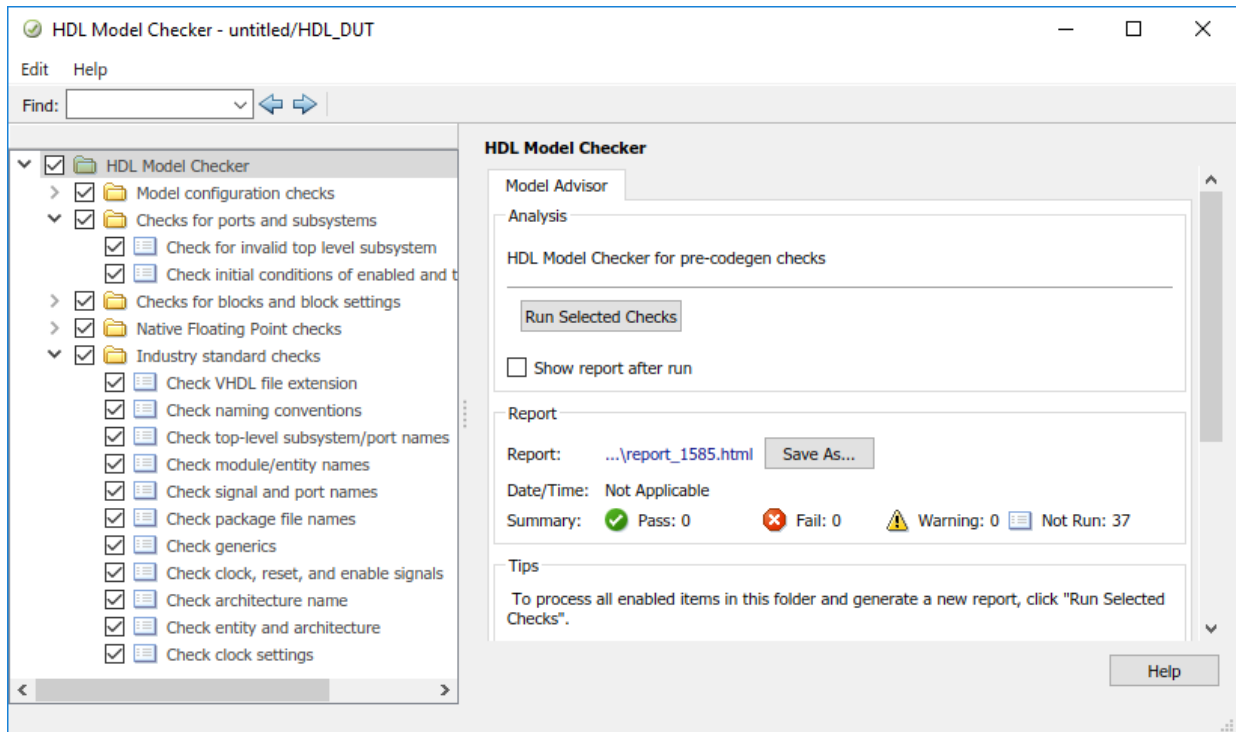 HDL Model Checker - untitled/HDL_DUT
Edit Help
Find:
HDL Model Checker
Model configuration checks
Checks for ports and subsystems
Check for invalid top level subsystem
Check initial conditions of enabled and t
Checks for blocks and block settings
Native Floating Point checks
Industry standard checks
Check VHDL file extension
Check naming conventions
Check top-level subsystem/port names
Check module/entity names
Check signal and port names
Check package file names
Check generics
Check clock, reset, and enable signals
Check architecture name
Check entity and architecture
Check clock settings
HDL Model Checker
Model Advisor
Analysis
HDL Model Checker for pre-codegen checks
Run Selected Checks
Show report after run
Report
Report: ...\report_1585.html Save As...
Date/Time: Not Applicable
Summary: Pass: 0 Fail: 0 Warning: 0 Not Run: 37
Tips
To process all enabled items in this folder and generate a new report, click "Run Selected
Checks".
Help